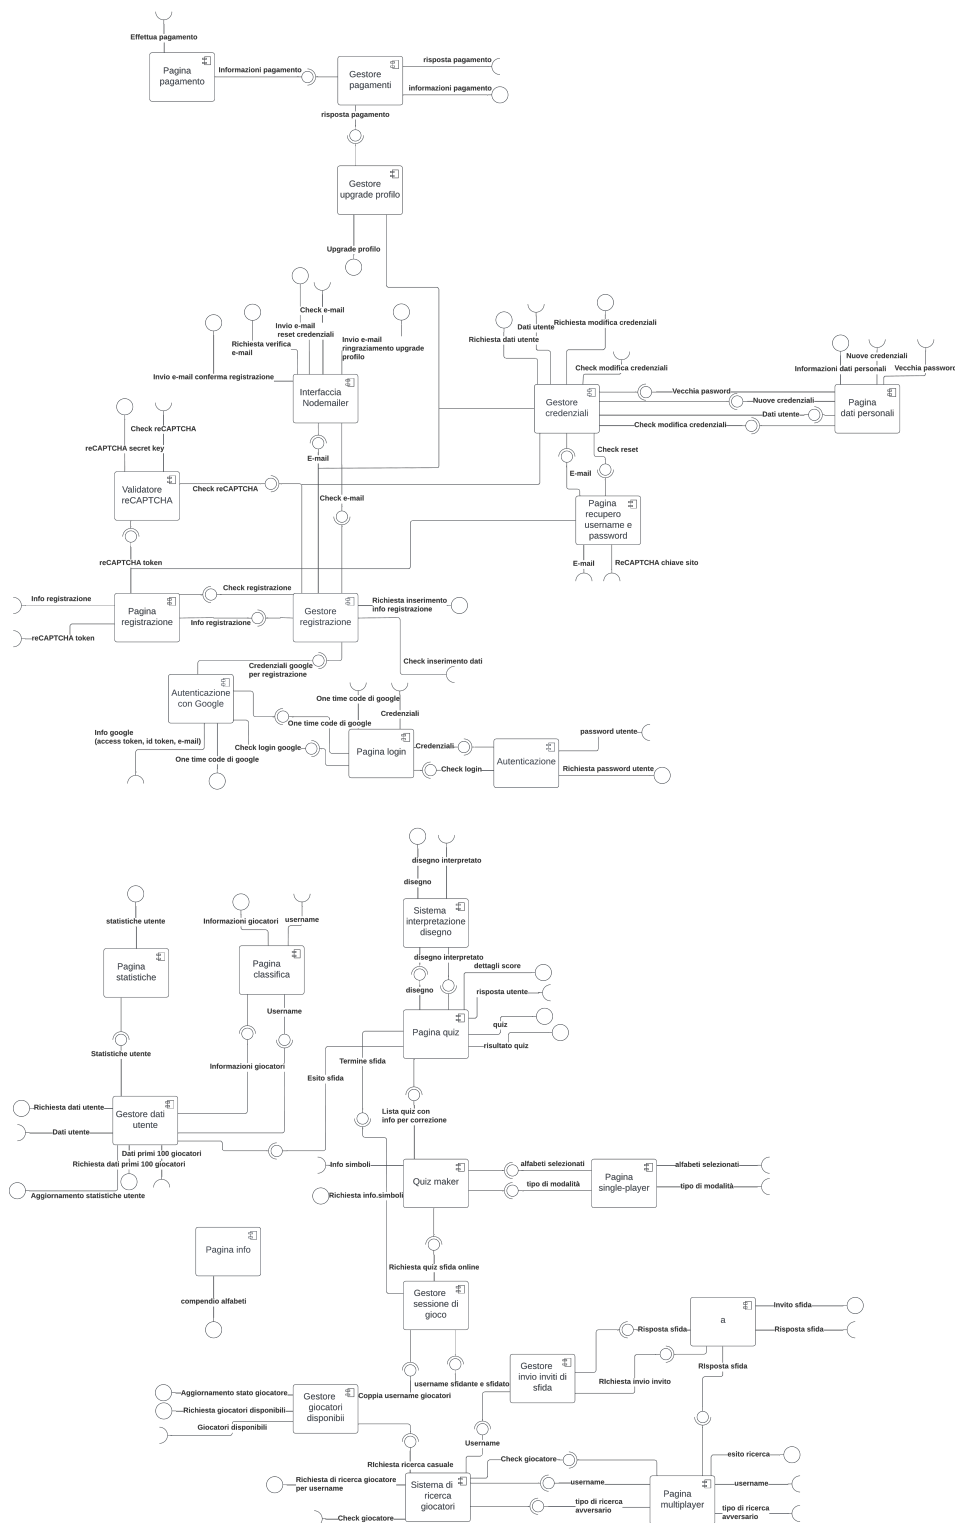 Effettua pagamento
Pagina
pagamento
Informazioni pagamento
Gestore
pagamenti
risposta pagamento
informazioni pagamento
risposta pagamento
Gestore
upgrade profilo
Upgrade profilo
Check e-mail
Invio e-mail
reset credenziali
Richiesta verifica
e-mail
Invio e-mail
ringraziamento upgrade
profilo
Invio e-mail conferma registrazione
Interfaccia
Nodemailer
Dati utente
Richiesta modifica credenziali
Richiesta dati utente
Check modifica credenziali
Nuove credenziali
Informazioni dati personali
Vecchia password
Gestore
credenziali
Vecchia pasword
Nuove credenziali
Dati utente
Check modifica credenziali
Pagina
dati personali
Check reCAPTCHA
reCAPTCHA secret key
Validatore
reCAPTCHA
Check reCAPTCHA
E-mail
Check e-mail
E-mail
Check reset
Pagina
recupero
username e
password
E-mail
ReCAPTCHA chiave sito
reCAPTCHA token
Info registrazione
reCAPTCHA token
Pagina
registrazione
Check registrazione
Info registrazione
Gestore
registrazione
Richiesta inserimento
info registrazione
Check inserimento dati
Credenziali google
per registrazione
Autenticazione
con Google
One time code di google
Credenziali
One time code di google
Info google
(access token, id token, e-mail)
One time code di google
Check login google
Pagina login
Credenziali
Check login
Autenticazione
password utente
Richiesta password utente
disegno interpretato
disegno
Sistema
interpretazione
disegno
disegno interpretato
disegno
statistiche utente
Pagina
statistiche
Informazioni giocatori
username
Pagina
classifica
Username
dettagli score
risposta utente
quiz
risultato quiz
Pagina quiz
Statistiche utente
Informazioni giocatori
Termine sfida
Esito sfida
Richiesta dati utente
Dati utente
Gestore dati
utente
Dati primi 100 giocatori
Richiesta dati primi 100 giocatori
Aggiornamento statistiche utente
Lista quiz con
info per correzione
Info simboli
Richiesta info.simboli
Quiz maker
alfabeti selezionati
tipo di modalità
Pagina
single-player
alfabeti selezionati
tipo di modalità
Pagina info
compendio alfabeti
Richiesta quiz sfida online
Gestore
sessione di
gioco
a
Invito sfida
Risposta sfida
Risposta sfida
RIchiesta invio invito
RIsposta sfida
Gestore
invio inviti di
sfida
username sfidante e sfidato
Coppia username giocatori
Aggiornamento stato giocatore
Richiesta giocatori disponibili
Giocatori disponibili
Gestore
giocatori
disponibii
RIchiesta ricerca casuale
Username
Check giocatore
Richiesta di ricerca giocatore
per username
Check giocatore
Sistema di
ricerca
giocatori
username
tipo di ricerca
avversario
Pagina
multiplayer
esito ricerca
username
tipo di ricerca
avversario